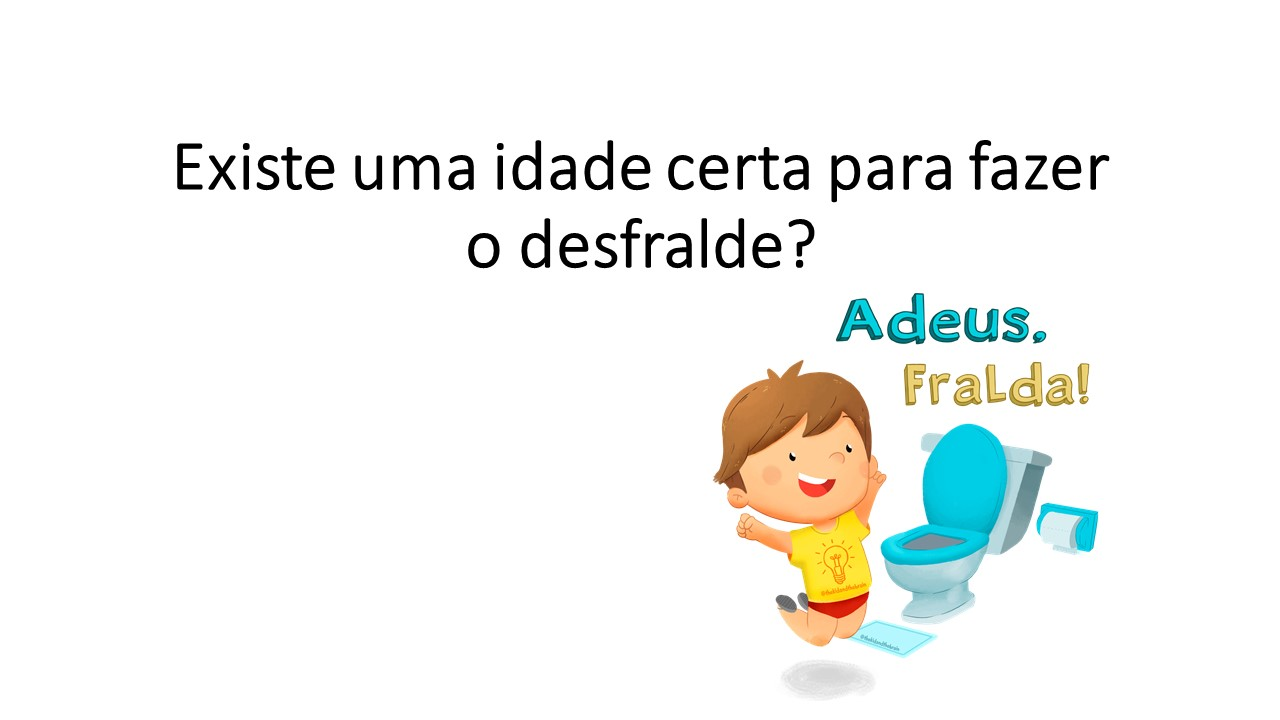 Existe uma idade certa para fazer
o desfralde?
Adeus,
FraLda!